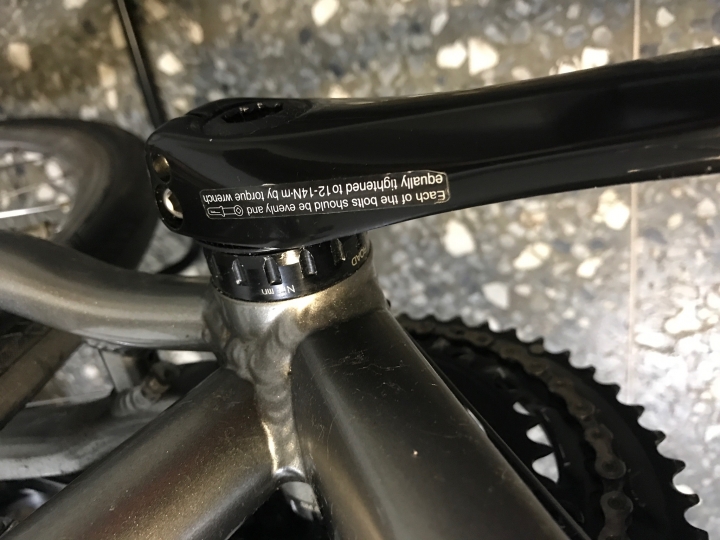 Each of the bolts should be evenly and
equally tightened to 12-14N·m by torque wrench